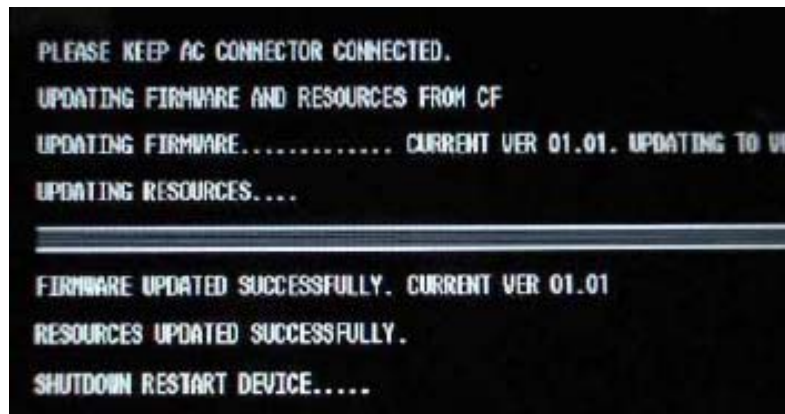 PLEASE KEEP AC CONNECTOR CONNECTED.
UPDATING FIRMWARE AND RESOURCES FROM CF
UPDATING FIRMWARE............. CURRENT VER 01.01. UPDATING TO
UPDATING RESOURCES....
FIRMWARE UPDATED SUCCESSFULLY. CURRENT VER 01.01
RESOURCES UPDATED SUCCESSFULLY.
SHUTDOWN RESTART DEVICE.....